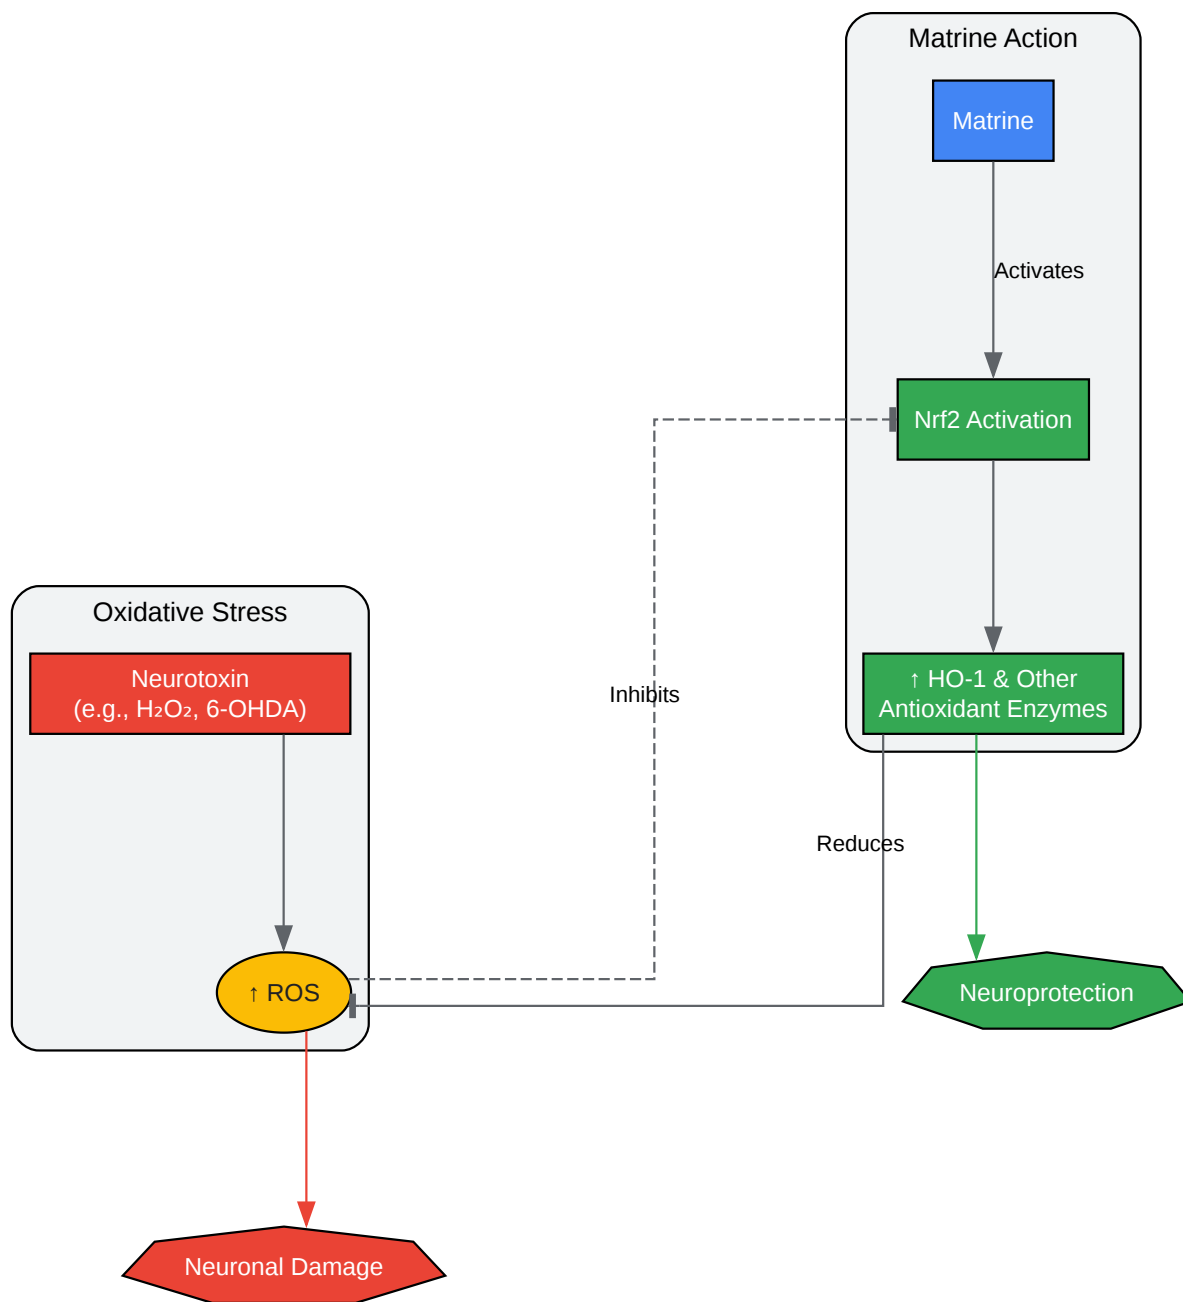 Matrine Action
Matrine
Activates
Nrf2 Activation
Oxidative Stress
Neurotoxin
(e.g., H₂O₂, 6-OHDA)
Inhibits
↑ HO-1 & Other
Antioxidant Enzymes
Reduces
↑ ROS
Neuroprotection
Neuronal Damage